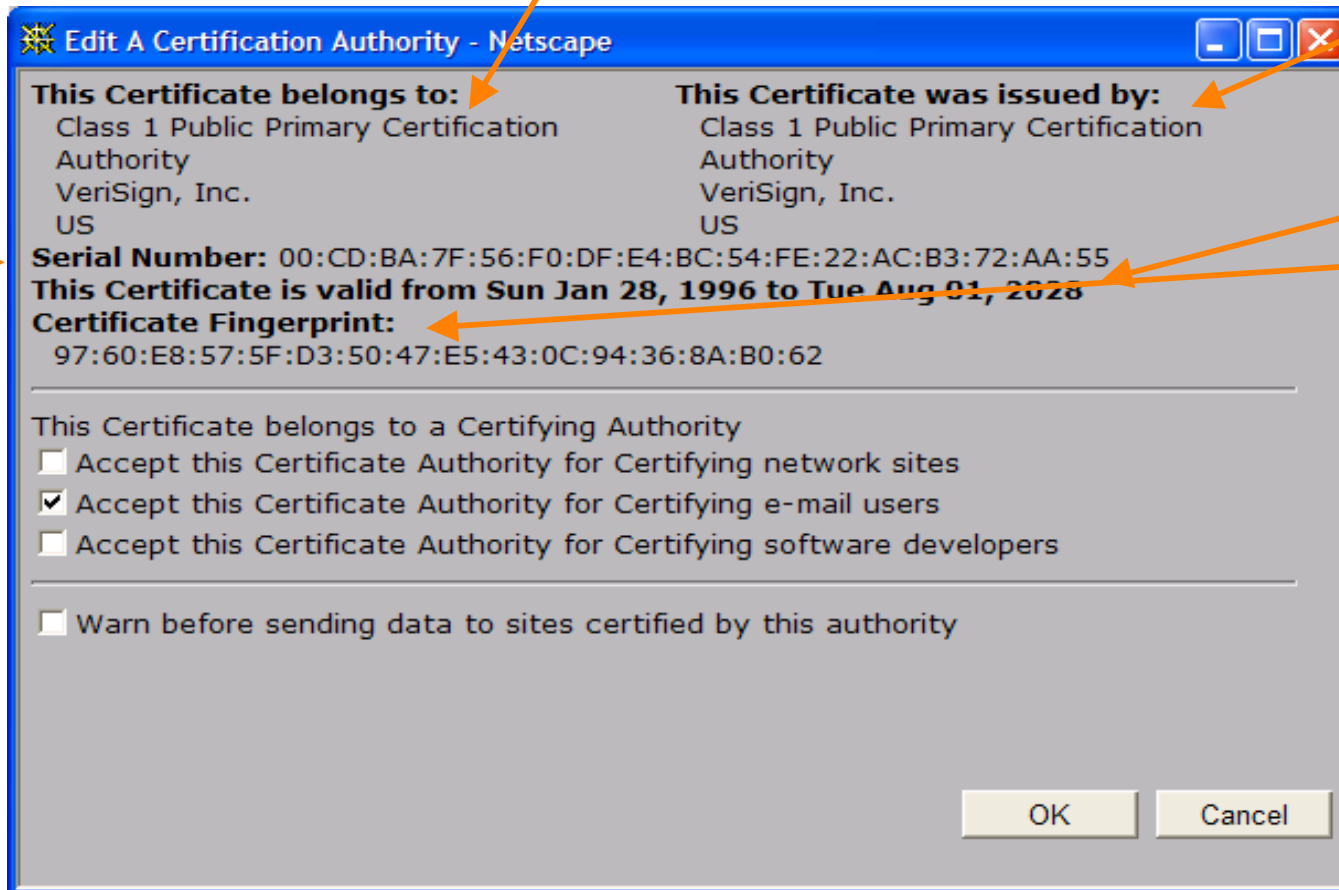 Edit A Certification Authority - Netscape
This Certificate belongs to:
Class 1 Public Primary Certification
Authority
VeriSign, Inc.
US
This Certificate was issued by:
Class 1 Public Primary Certification
Authority
VeriSign, Inc.
US
Serial Number: 00:CD:BA:7F:56:F0:DF:E4:BC:54:FE:22:AC:B3:72:AA:55
This Certificate is valid from Sun Jan 28, 1996 to Tue Aug 01, 2028
Certificate Fingerprint:
97:60:E8:57:5F:D3:50:47:E5:43:0C:94:36:8A:B0:62
This Certificate belongs to a Certifying Authority
Accept this Certificate Authority for Certifying network sites
Accept this Certificate Authority for Certifying e-mail users
Accept this Certificate Authority for Certifying software developers
Warn before sending data to sites certified by this authority
OK Cancel